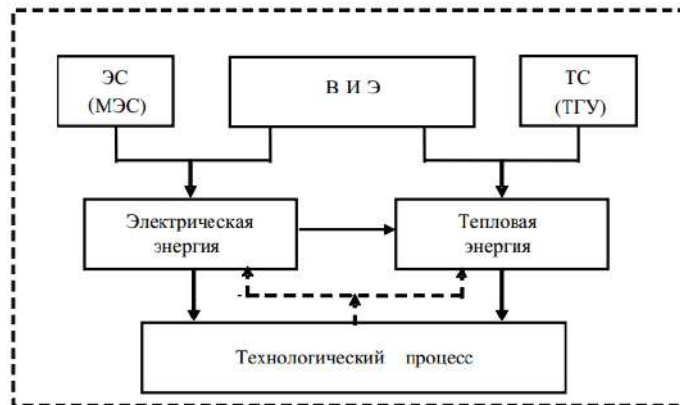 ЭС
(МЭС)
В И Э
ТС
(ТГУ)
Электрическая
энергия
Тепловая
энергия
Технологический процесс